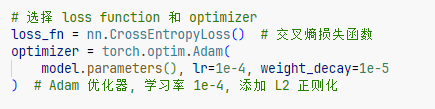 # 选择 loss function 和 optimizer
loss_fn = nn.CrossEntropyLoss()  # 交叉熵损失函数
optimizer = torch.optim.Adam(
    model.parameters(), lr=1e-4, weight_decay=1e-5
)  # Adam 优化器, 学习率 1e-4, 添加 L2 正则化